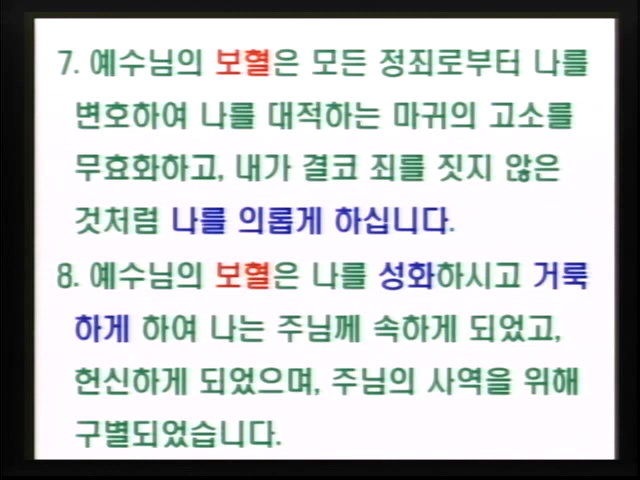 7. 예수님의 보혈은 모든 정죄로부터 나를
변호하여 나를 대적하는 마귀의 고소를
무효화하고, 내가 결코 죄를 짓지 않은
것처럼 나를 의롭게 하십니다.
8. 예수님의 보혈은 나를 성화하시고 거룩
하게 하여 나는 주님께 속하게 되었고,
헌신하게 되었으며, 주님의 사역을 위해
구별되었습니다.